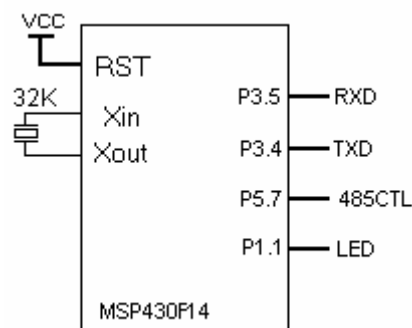 VCC
RST
32K
Xin
Xout
P3.5 RXD
P3.4 TXD
P5.7 485CTL
P1.1 LED
MSP430F14